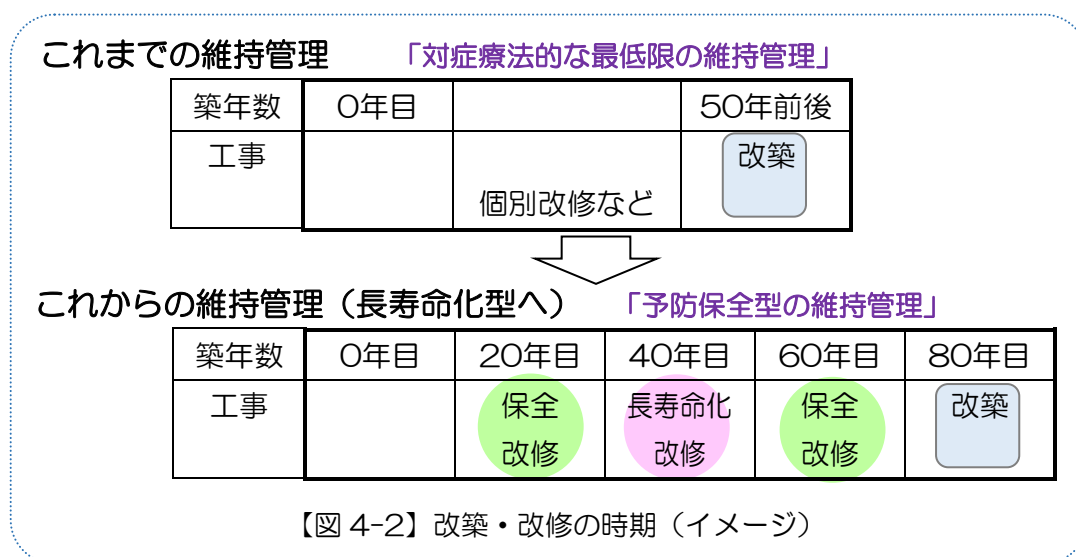 これまでの維持管理 「対症療法的な最低限の維持管理」
築年数 0年目 50年前後
工事 改築
個別改修など
これからの維持管理（長寿命化型へ） 「予防保全型の維持管理」
築年数 0年目 20年目 40年目 60年目 80年目
工事 保全 長寿命化 保全 改築
改修 改修 改修
【図 4-2】改築・改修の時期（イメージ）